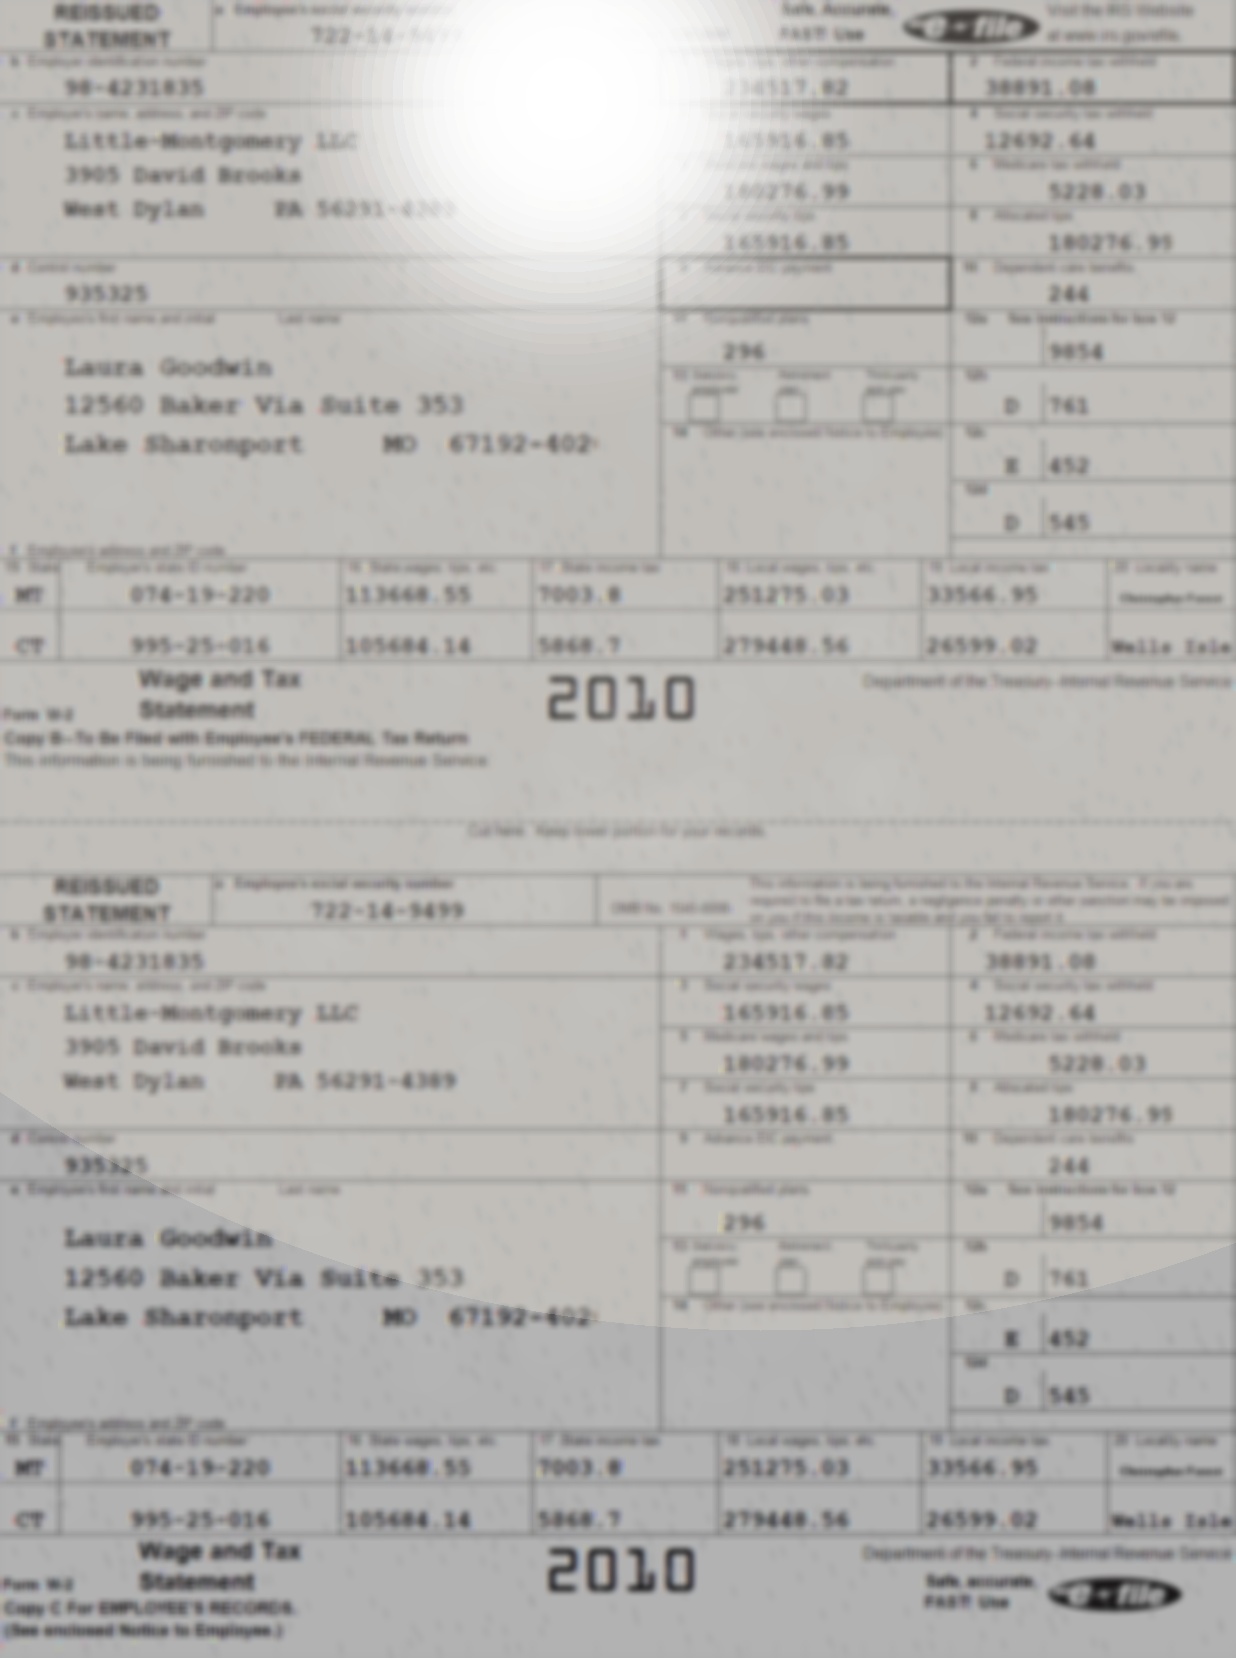 REISSUED STATEMENT
a Employee's social security
722-14-9499
Safe, Accurate, FAST! Use
e-file
Visit the IRS Website at www.irs.gov/efile.
b Employer identification number
98-4231835
other compensation
234517.82
2 Federal income tax withheld
38891.08
c Employer's name, address, and ZIP code
Little-Montgomery LLC
3905 David Brooks
West Dylan PA
165916.85
4 Social security tax withheld
12692.64
wages and tips
180276.99
6 Medicare tax withheld
5228.03
security tips
165916.85
8 Allocated tips
180276.99
d Control number
935325
9 Advance EIC payment
10 Dependent care benefits
244
e Employee's first name and initial Last name
Laura Goodwin
12560 Baker Via Suite 353
Lake Sharonport MO 67192-402
11 Nonqualified plans
296
12a See instructions for box 12
9854
13 Statutory employee Retirement plan Third-party sick pay
12b
D 761
14 Other (see enclosed Notice to Employee)
12c
E 452
12d
D 545
f Employee's address and ZIP code
15 State Employer's state ID number 16 State wages, tips, etc. 17 State income tax 18 Local wages, tips, etc. 19 Local income tax 20 Locality name
MT 074-19-220 113668.55 7003.8 251275.03 33566.95
CT 995-25-016 105684.14 5868.7 279448.56 26599.02 Wells Isle
Form W-2 Wage and Tax Statement
2010
Department of the Treasury-Internal Revenue Service
Copy B-To Be Filed with Employee's FEDERAL Tax Return
This information is being furnished to the Internal Revenue Service.
Cut here. Keep lower portion for your records.
REISSUED STATEMENT
a Employee's social security number
722-14-9499
OMB No.
This information is being furnished to the Internal Revenue Service. If you are
required to file a tax return, a negligence penalty or other sanction may be imposed
on you if this income is taxable and you fail to report it.
b Employer identification number
98-4231835
1 Wages, tips, other compensation
234517.82
2 Federal income tax withheld
38891.08
c Employer's name, address, and ZIP code
Little-Montgomery LLC
3905 David Brooks
West Dylan PA 56291-4389
3 Social security wages
165916.85
4 Social security tax withheld
12692.64
5 Medicare wages and tips
180276.99
6 Medicare tax withheld
5228.03
7 Social security tips
165916.85
8 Allocated tips
180276.99
d Control number
935325
9 Advance EIC payment
10 Dependent care benefits
244
e Employee's first name and initial Last name
Laura Goodwin
12560 Baker Via Suite 353
Lake Sharonport MO 67192-402
11 Nonqualified plans
296
12a See instructions for box 12
9854
13 Statutory employee Retirement plan Third-party sick pay
12b
D 761
14 Other (see enclosed Notice to Employee)
12c
E 452
12d
D 545
f Employee's address and ZIP code
15 State Employer's state ID number 16 State wages, tips, etc. 17 State income tax 18 Local wages, tips, etc. 19 Local income tax 20 Locality name
MT 074-19-220 113668.55 7003.8 251275.03 33566.95
CT 995-25-016 105684.14 5868.7 279448.56 26599.02 Wells Isle
Form W-2 Wage and Tax Statement
2010
Department of the Treasury-Internal Revenue Service
Copy C For EMPLOYEE'S RECORDS.
(See enclosed Notice to Employee.)
Safe, accurate, FAST! Use
e-file